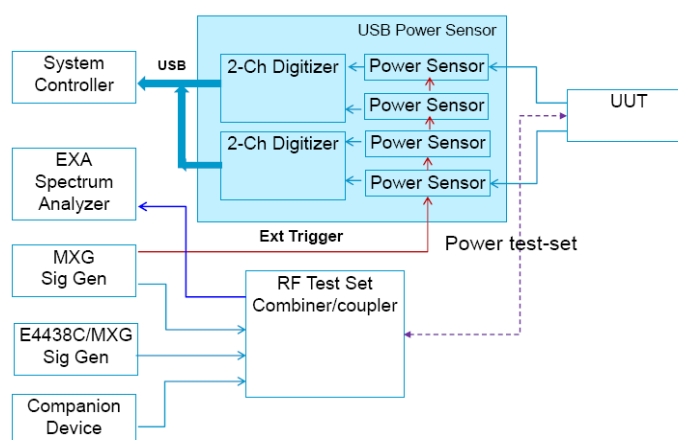 USB Power Sensor
System
Controller
USB
2-Ch Digitizer
Power Sensor
Power Sensor
2-Ch Digitizer
Power Sensor
Power Sensor
UUT
EXA
Spectrum
Analyzer
Ext Trigger
Power test-set
MXG
Sig Gen
RF Test Set
Combiner/coupler
E4438C/MXG
Sig Gen
Companion
Device